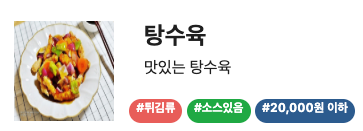 탕수육
맛있는 탕수육
#튀김류 #소스있음 #20,000원 이하